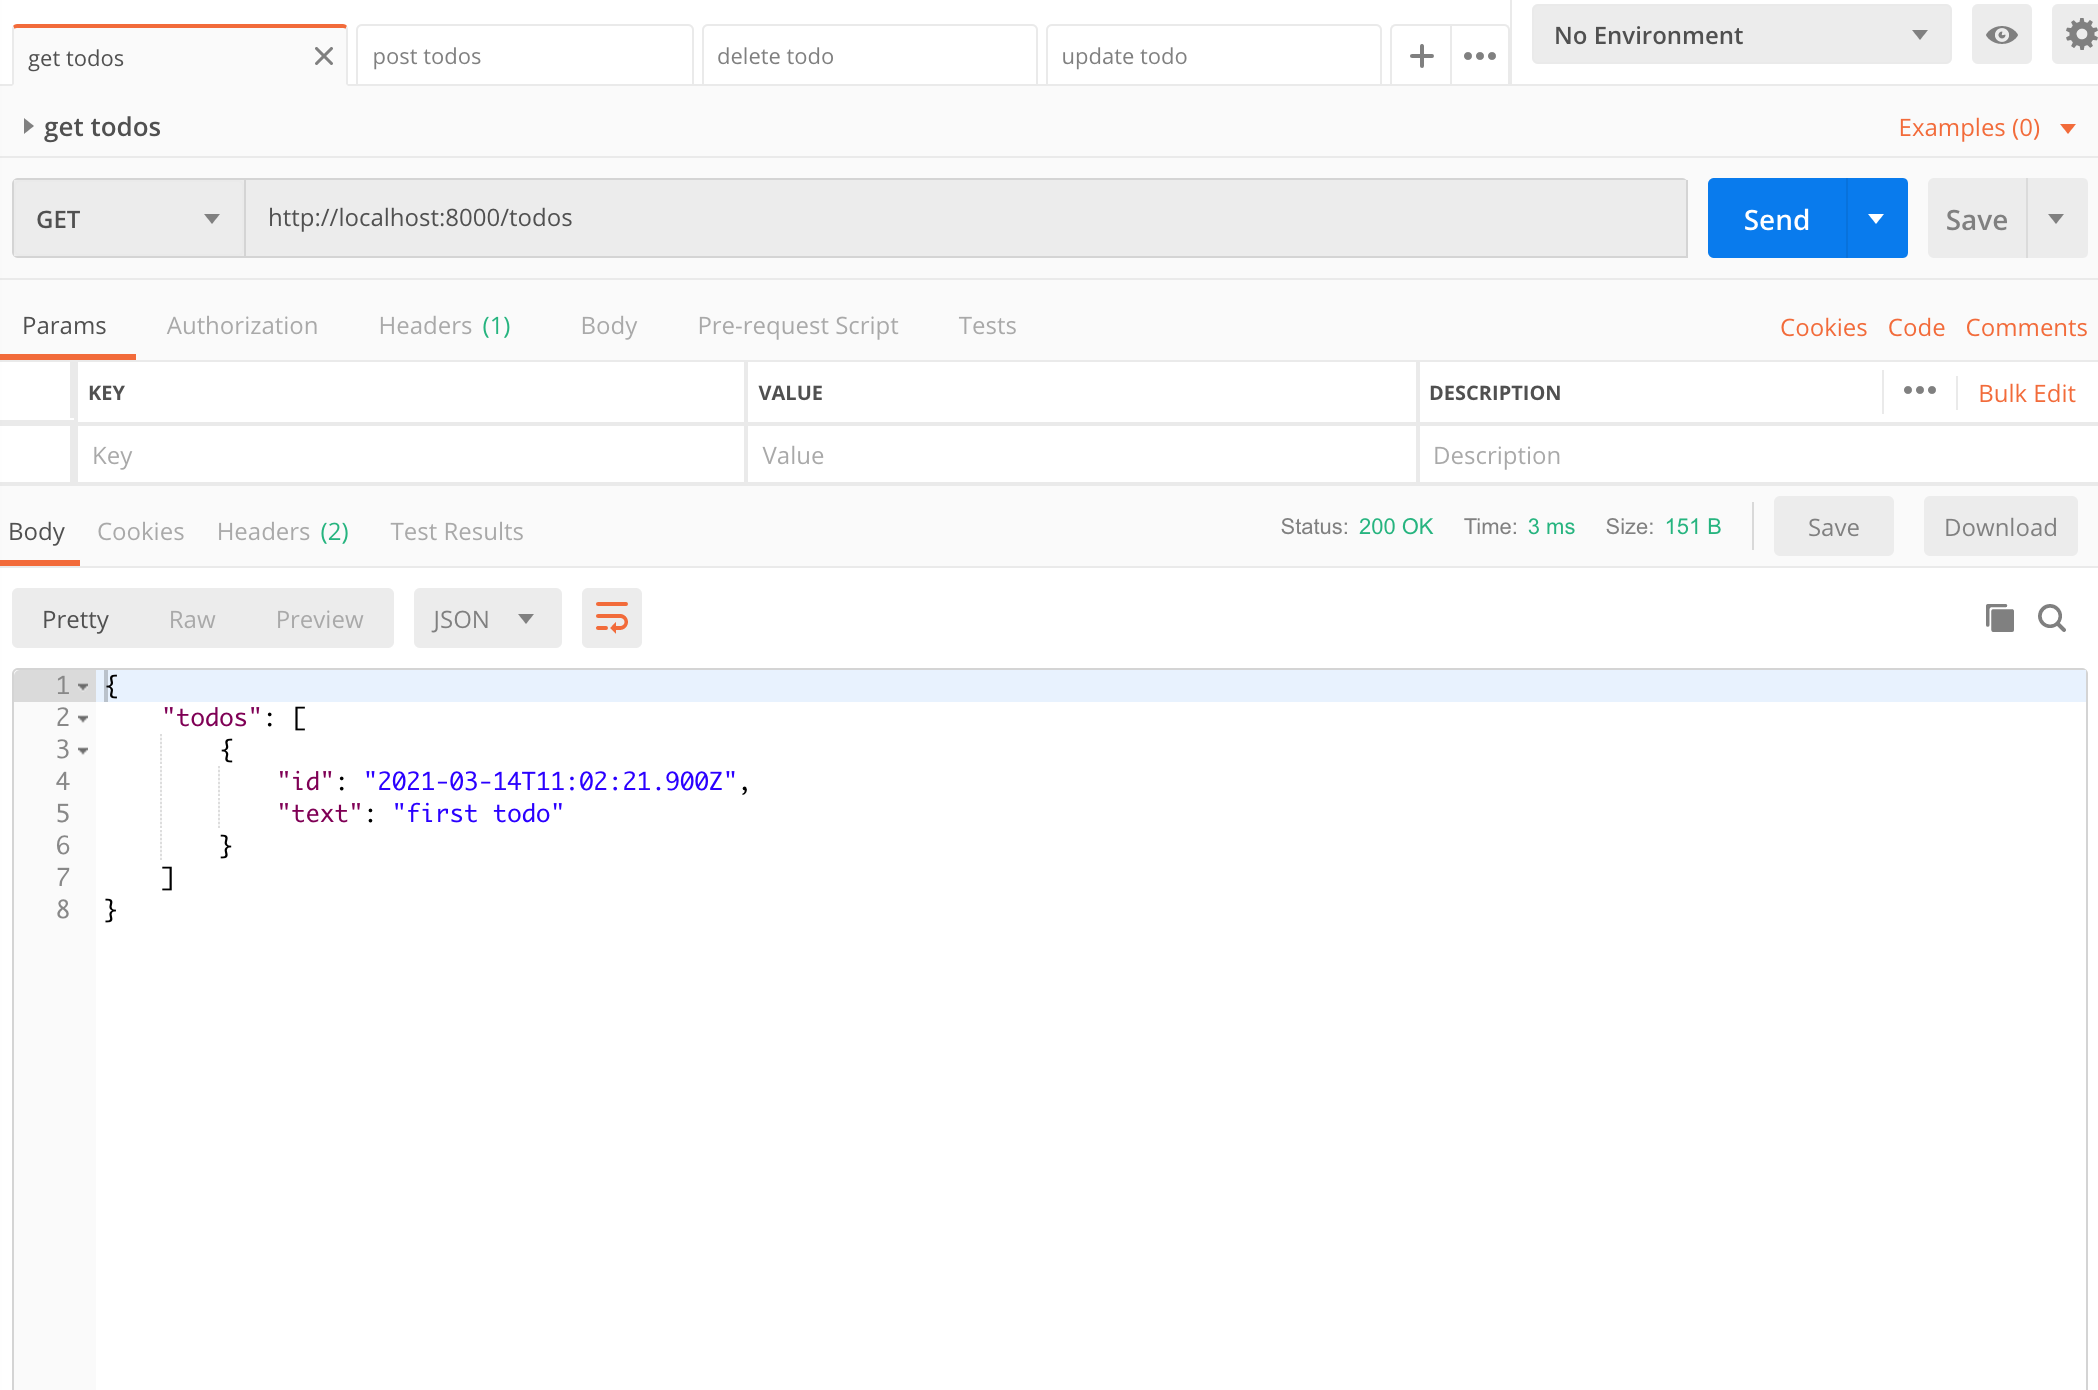 get todos
post todos
delete todo
update todo
No Environment
get todos
Examples (0)
GET
http://localhost:8000/todos
Send
Save
Params
Authorization
Headers (1)
Body
Pre-request Script
Tests
Cookies
Code
Comments
KEY
VALUE
DESCRIPTION
Bulk Edit
Key
Value
Description
Body
Cookies
Headers (2)
Test Results
Status: 200 OK
Time: 3 ms
Size: 151 B
Save
Download
Pretty
Raw
Preview
JSON
1 {
2 "todos": [
3 {
4 "id": "2021-03-14T11:02:21.900Z",
5 "text": "first todo"
6 }
7 ]
8 }